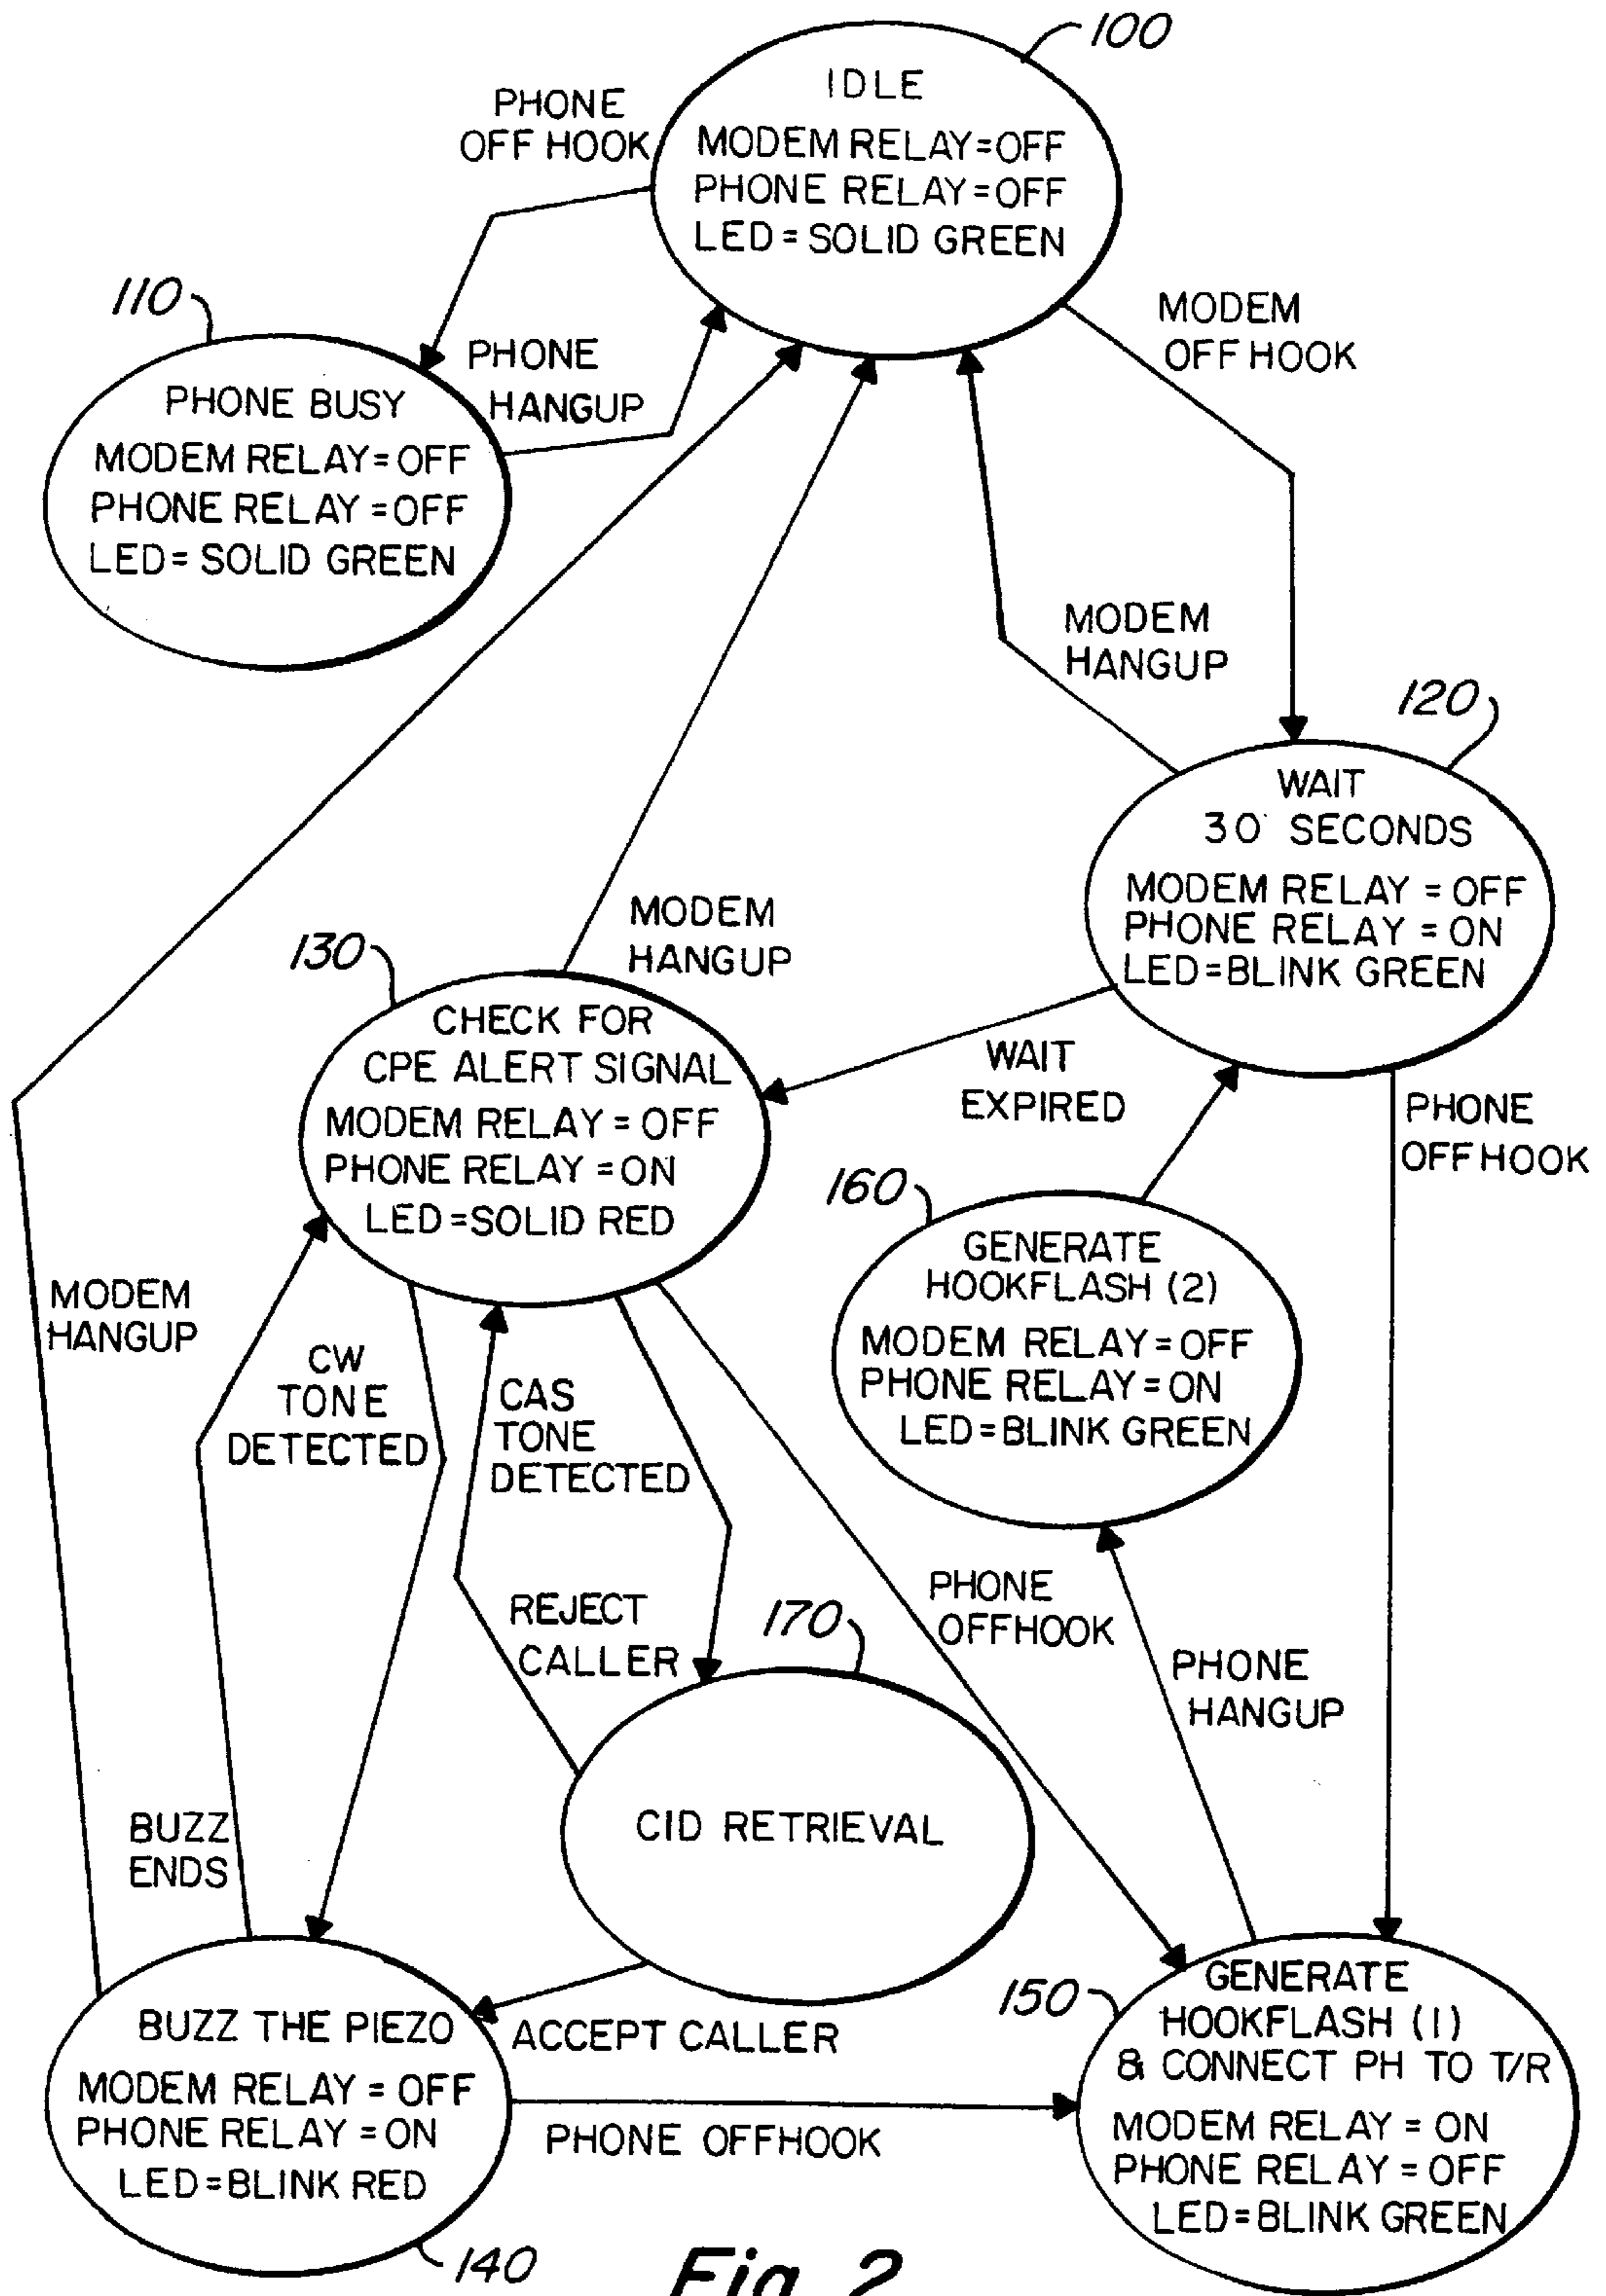 100
IDLE
MODEM RELAY=OFF
PHONE RELAY=OFF
LED=SOLID GREEN
PHONE
OFF HOOK
110
PHONE
HANGUP
MODEM
OFF HOOK
PHONE BUSY
MODEM RELAY=OFF
PHONE RELAY=OFF
LED=SOLID GREEN
MODEM
HANGUP
120
WAIT
30 SECONDS
MODEM RELAY=OFF
PHONE RELAY=ON
LED=BLINK GREEN
MODEM
HANGUP
130
CHECK FOR
CPE ALERT SIGNAL
MODEM RELAY=OFF
PHONE RELAY=ON
LED=SOLID RED
WAIT
EXPIRED
PHONE
OFF HOOK
160
GENERATE
HOOKFLASH (2)
MODEM RELAY=OFF
PHONE RELAY=ON
LED=BLINK GREEN
MODEM
HANGUP
CW
TONE
DETECTED
CAS
TONE
DETECTED
REJECT
CALLER
170
PHONE
OFFHOOK
PHONE
HANGUP
CID RETRIEVAL
BUZZ
ENDS
BUZZ THE PIEZO
MODEM RELAY=OFF
PHONE RELAY=ON
LED=BLINK RED
140
ACCEPT CALLER
PHONE OFFHOOK
150
GENERATE
HOOKFLASH (1)
& CONNECT PH TO T/R
MODEM RELAY=ON
PHONE RELAY=OFF
LED=BLINK GREEN
Fig. 2